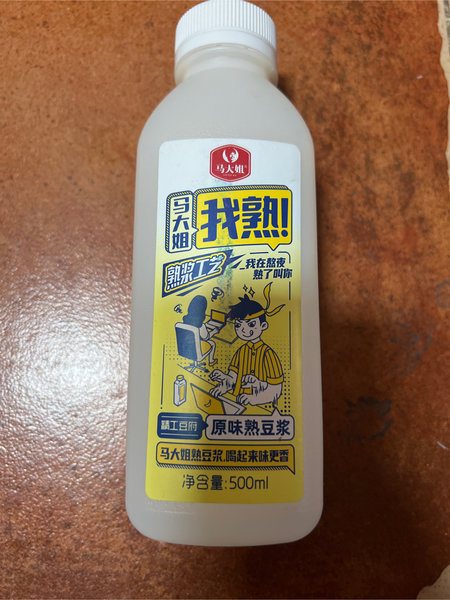 马大姐®
马大姐
我熟!
熟浆工艺
我在熬夜
熟了叫你
精工豆府
原味熟豆浆
马大姐熟豆浆,喝起来味更香
净含量:500ml